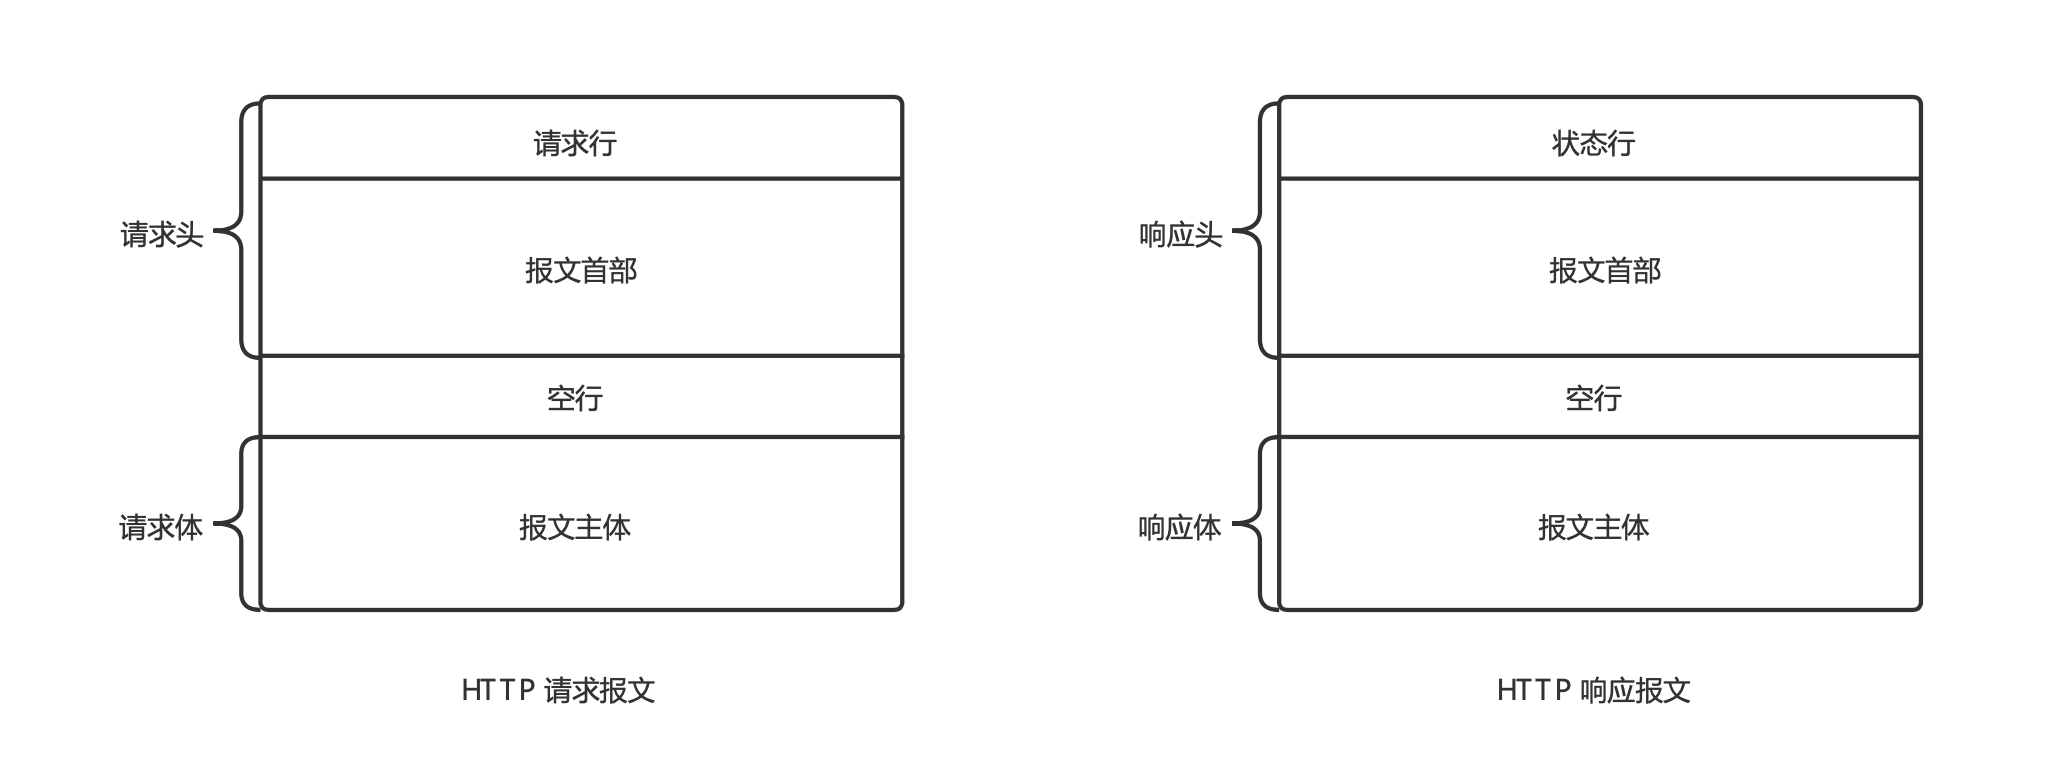 请求行
请求头
报文首部
空行
请求体
报文主体
HTTP 请求报文
状态行
响应头
报文首部
空行
响应体
报文主体
HTTP 响应报文